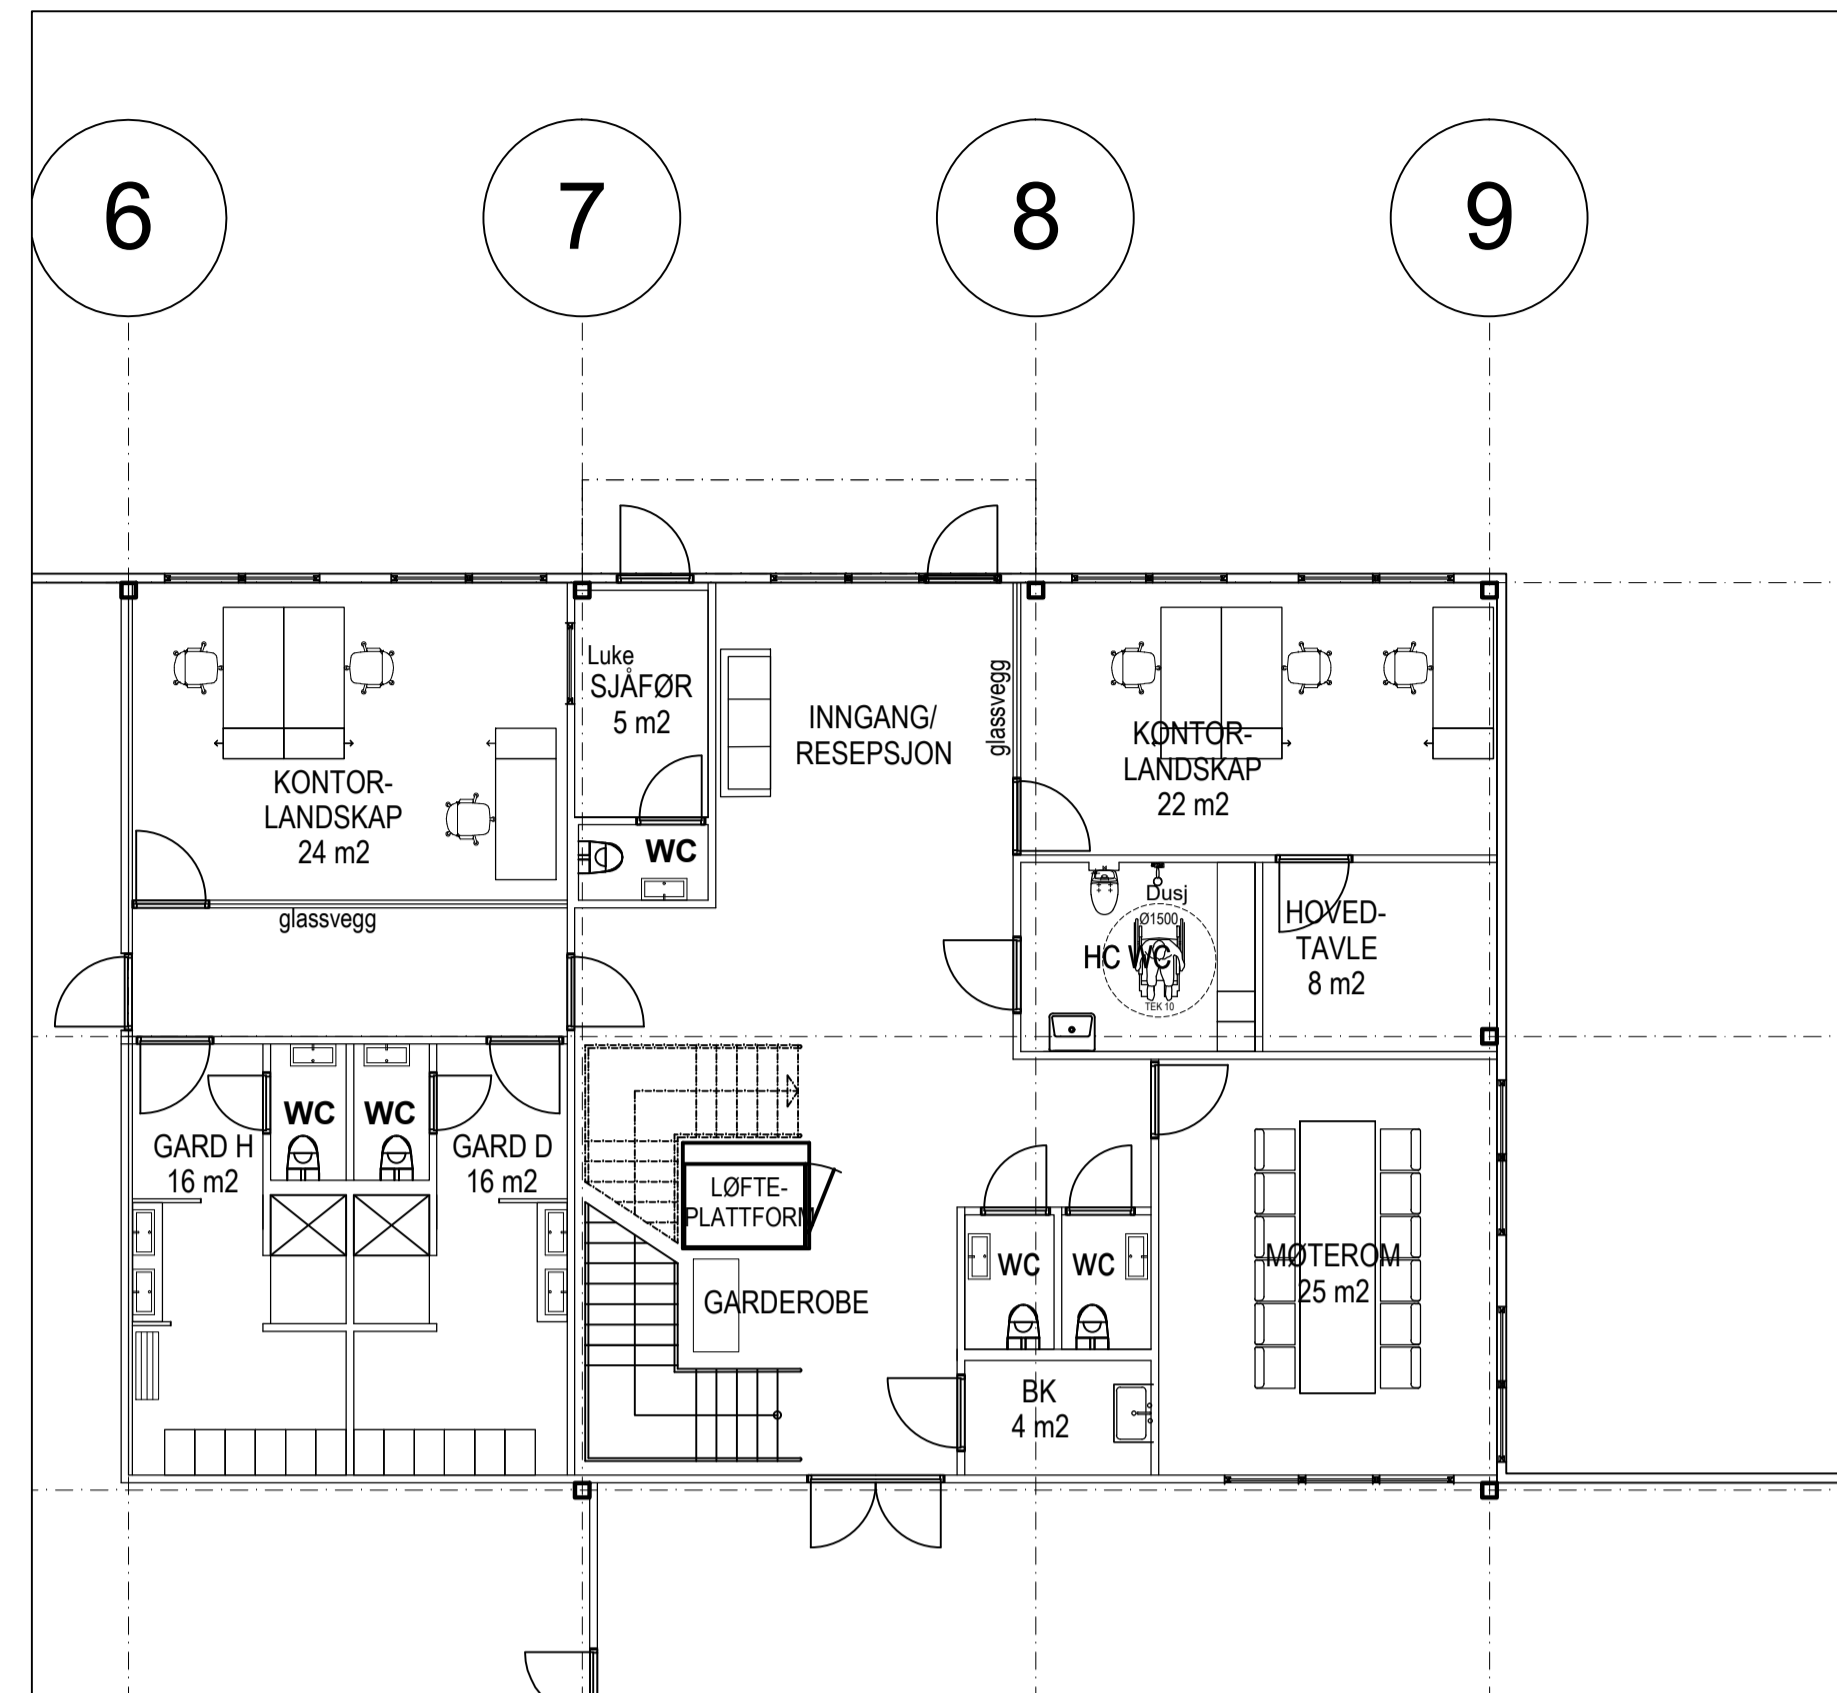 6
7
8
9
Luke
SJÅFØR
5 m2
INNGANG/
RESEPSJON
glassvegg
KONTOR-
LANDSKAP
22 m2
KONTOR-
LANDSKAP
24 m2
glassvegg
WC
Dusj
Ø1500
HC WC
TEK 10
HOVED-
TAVLE
8 m2
WC
WC
GARD H
16 m2
GARD D
16 m2
LØFTE-
PLATTFORM
GARDEROBE
WC
WC
MØTEROM
25 m2
BK
4 m2